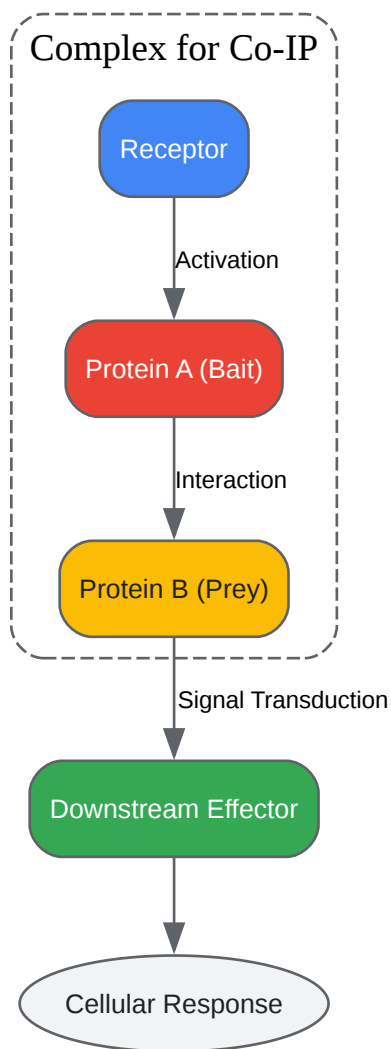 Complex for Co-IP
Receptor
Activation
Protein A (Bait)
Interaction
Protein B (Prey)
Signal Transduction
Downstream Effector
Cellular Response